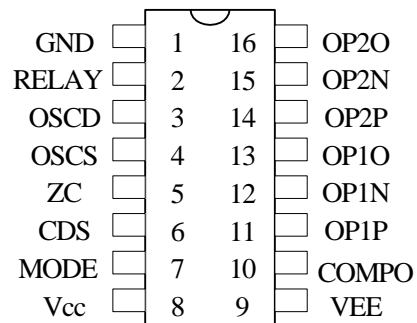 GND 1 16 OP2O
RELAY 2 15 OP2N
OSCD 3 14 OP2P
OSCS 4 13 OP1O
ZC 5 12 OP1N
CDS 6 11 OP1P
MODE 7 10 COMPO
Vcc 8 9 VEE